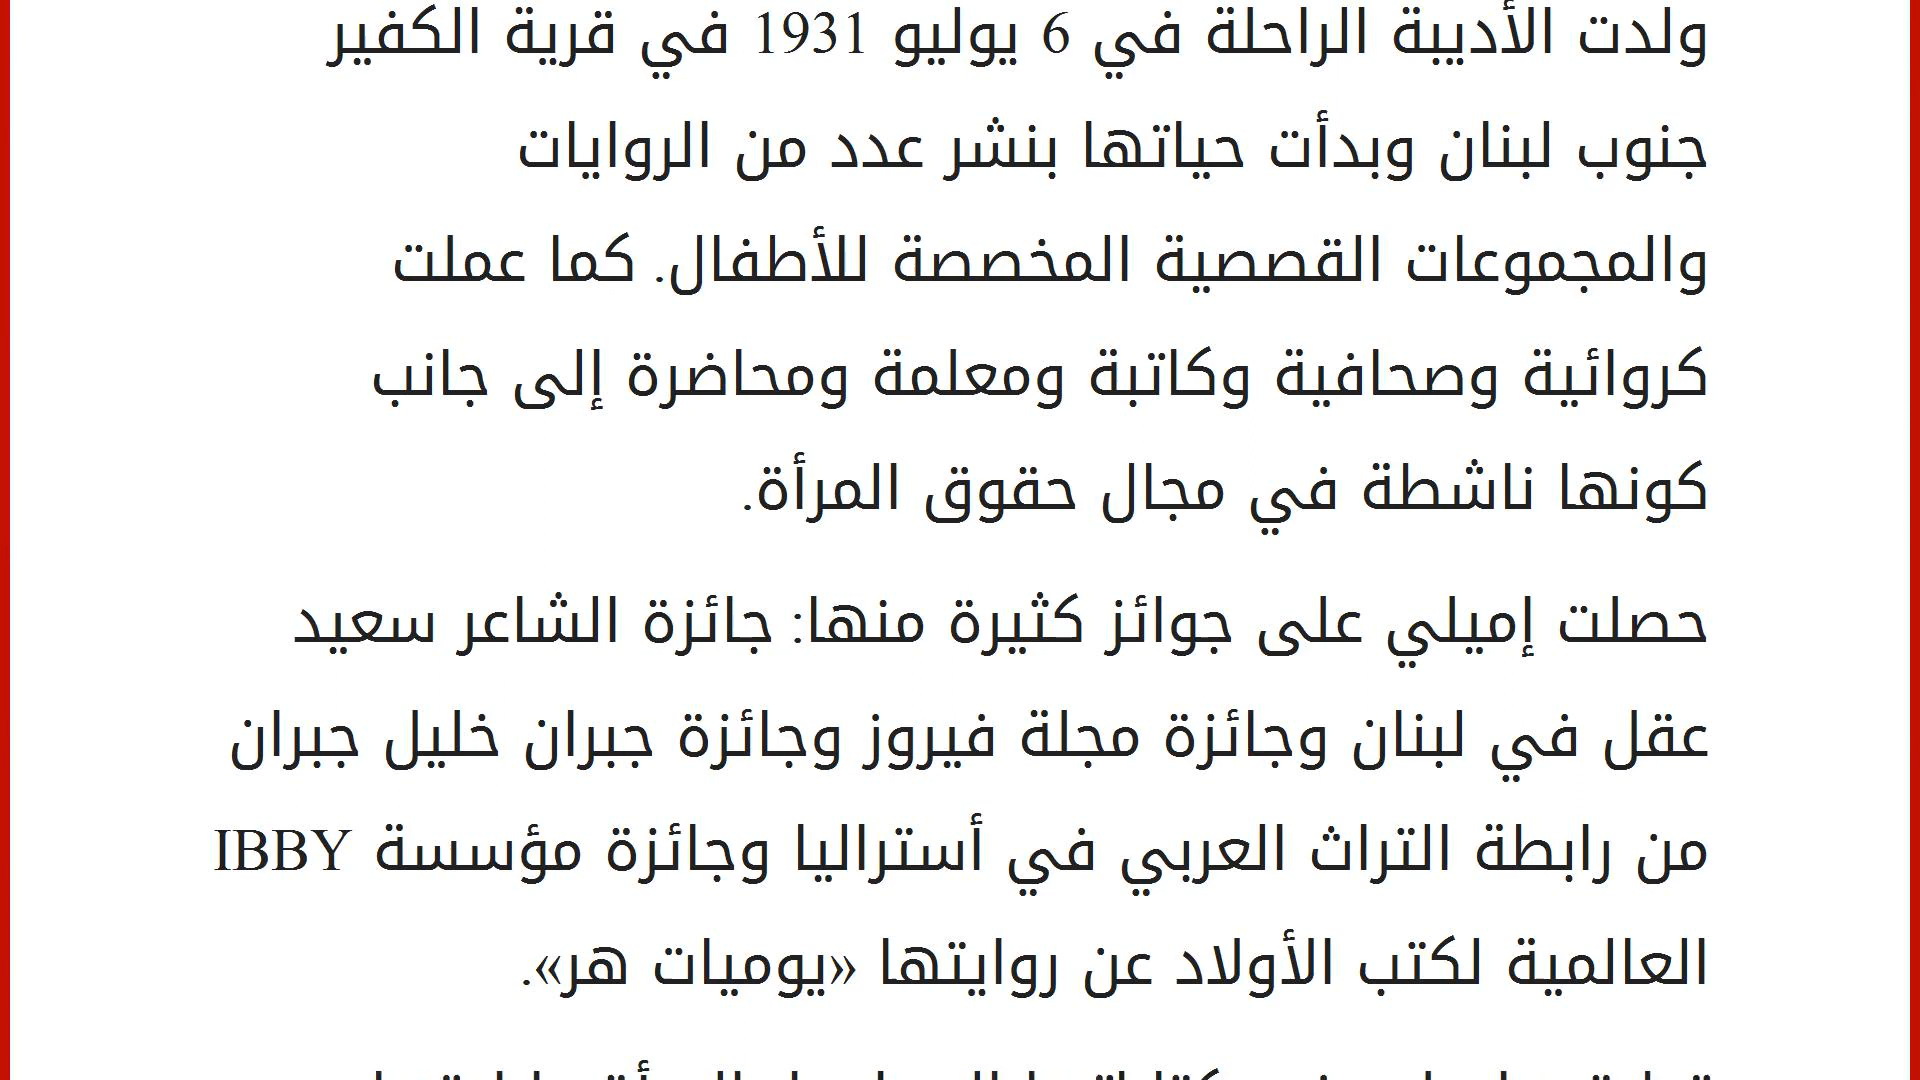 ولدت الأديبة الراحلة في 6 يوليو 1931 في قرية الكفير
جنوب لبنان وبدأت حياتها بنشر عدد من الروايات
والمجموعات القصصية المخصصة للأطفال. كما عملت
كروائية وصحافية وكاتبة ومعلمة ومحاضرة إلى جانب
كونها ناشطة في مجال حقوق المرأة.
حصلت إميلي على جوائز كثيرة منها: جائزة الشاعر سعيد
عقل في لبنان وجائزة مجلة فيروز وجائزة جبران خليل جبران
من رابطة التراث العربي في أستراليا وجائزة مؤسسة IBBY
العالمية لكتب الأولاد عن روايتها «يوميات هر».